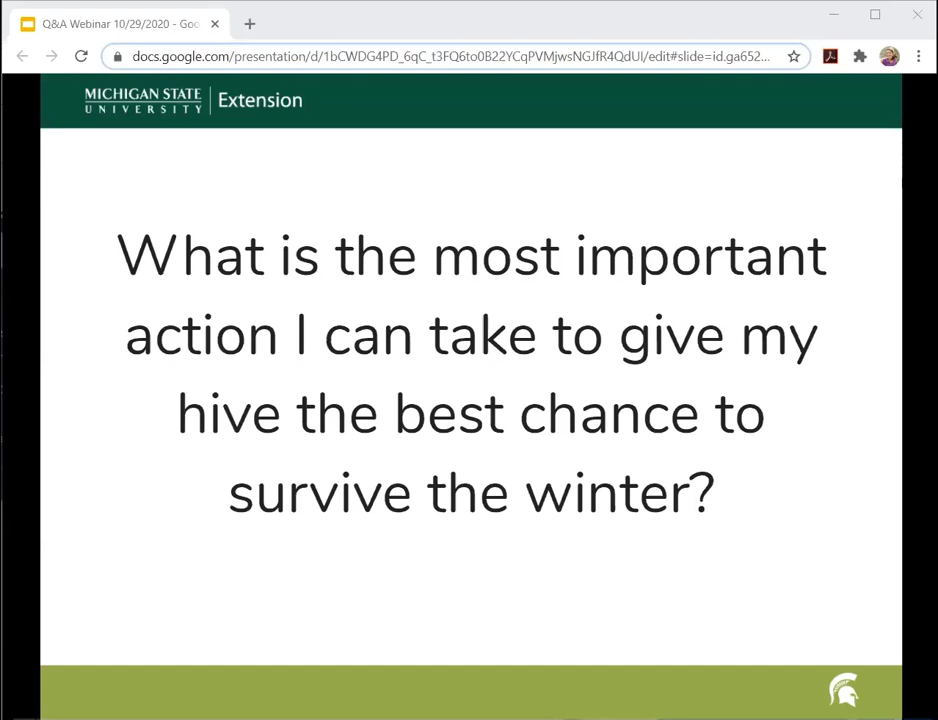 Q&A Webinar 10/29/2020 - Goo
docs.google.com/presentation/d/1bCWDG4PD_6qC_t3FQ6to0B22YCqPVMjwsNGJfR4QdUI/edit#slide=id.ga652...
MICHIGAN STATE UNIVERSITY | Extension
What is the most important
action I can take to give my
hive the best chance to
survive the winter?